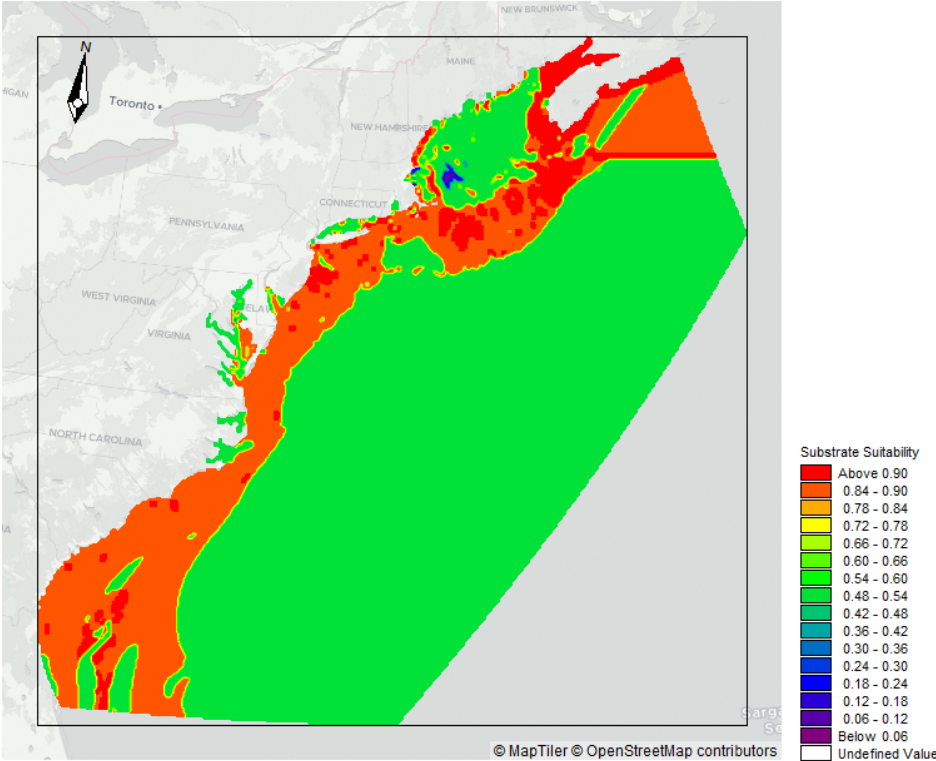 NEW BRUNSWICK
N
MAINE
Toronto
NEW HAMPSHIRE
CONNECTICUT
PENNSYLVANIA
WEST VIRGINIA
VIRGINIA
NORTH CAROLINA
Substrate Suitability
Above 0.90
0.84 - 0.90
0.78 - 0.84
0.72 - 0.78
0.66 - 0.72
0.60 - 0.66
0.54 - 0.60
0.48 - 0.54
0.42 - 0.48
0.36 - 0.42
0.30 - 0.36
0.24 - 0.30
0.18 - 0.24
0.12 - 0.18
0.06 - 0.12
Below 0.06
Undefined Value
© MapTiler © OpenStreetMap contributors